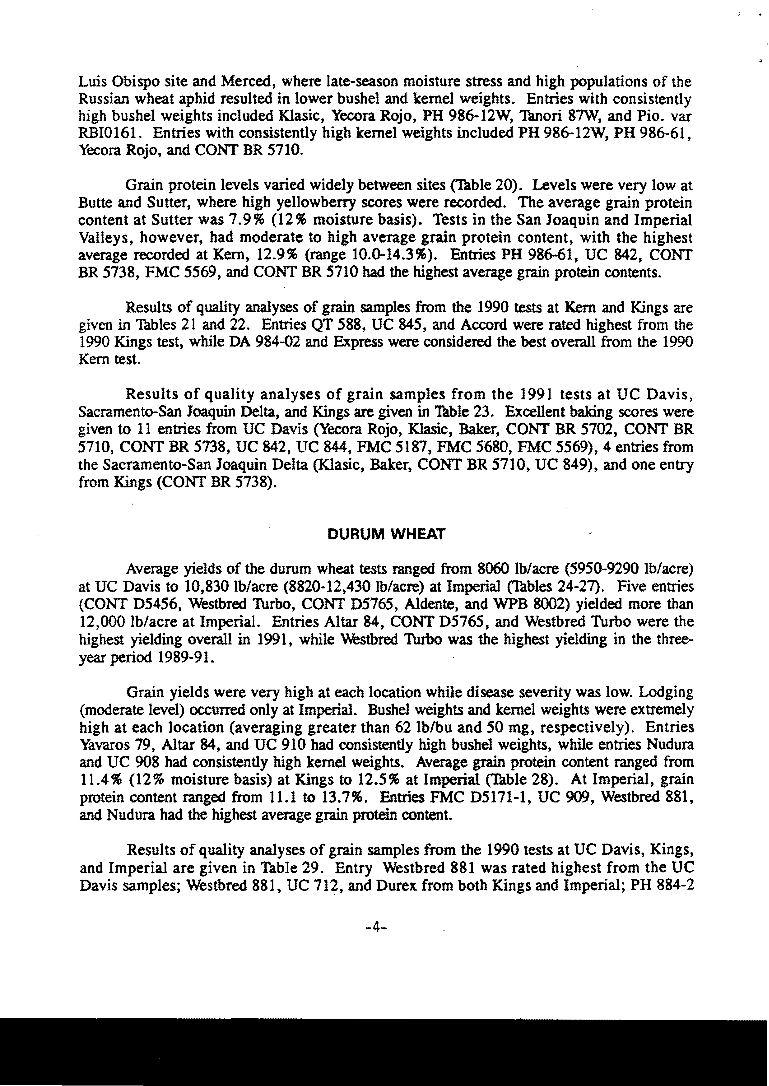 Luis Obispo site and Merced, where late-season moisture stress and high populations of the
Russian wheat aphid resulted in lower bushel and kernel weights. Entries with consistently
high bushel weights included Klasic, Yecora Rojo, PH 986-12W, Tanori 87W, and Pio. var
RBI0161. Entries with consistently high kernel weights included PH 986-12W, PH 986-61,
Yecora Rojo, and CONT BR 5710.
Grain protein levels varied widely between sites (Table 20). Levels were very low at
Butte and Sutter, where high yellowberry scores were recorded. The average grain protein
content at Sutter was 7.9% (12% moisture basis). Tests in the San Joaquin and Imperial
Valleys, however, had moderate to high average grain protein content, with the highest
average recorded at Kern, 12.9% (range 10.0-14.3%). Entries PH 986-61, UC 842, CONT
BR 5738, FMC 5569, and CONT BR 5710 had the highest average grain protein contents.
Results of quality analyses of grain samples from the 1990 tests at Kern and Kings are
given in Tables 21 and 22. Entries QT 588, UC 845, and Accord were rated highest from the
1990 Kings test, while DA 984-02 and Express were considered the best overall from the 1990
Kern test.
Results of quality analyses of grain samples from the 1991 tests at UC Davis,
Sacramento-San Joaquin Delta, and Kings are given in Table 23. Excellent baking scores were
given to 11 entries from UC Davis (Yecora Rojo, Klasic, Baker, CONT BR 5702, CONT BR
5710, CONT BR 5738, UC 842, UC 844, FMC 5187, FMC 5680, FMC 5569), 4 entries from
the Sacramento-San Joaquin Delta (Klasic, Baker, CONT BR 5710, UC 849), and one entry
from Kings (CONT BR 5738).
DURUM WHEAT
Average yields of the durum wheat tests ranged from 8060 lb/acre (5950-9290 lb/acre)
at UC Davis to 10,830 lb/acre (8820-12,430 lb/acre) at Imperial (Tables 24-27). Five entries
(CONT D5456, Westbred Turbo, CONT D5765, Aldente, and WPB 8002) yielded more than
12,000 lb/acre at Imperial. Entries Altar 84, CONT D5765, and Westbred Turbo were the
highest yielding overall in 1991, while Westbred Turbo was the highest yielding in the three-
year period 1989-91.
Grain yields were very high at each location while disease severity was low. Lodging
(moderate level) occurred only at Imperial. Bushel weights and kernel weights were extremely
high at each location (averaging greater than 62 lb/bu and 50 mg, respectively). Entries
Yavaros 79, Altar 84, and UC 910 had consistently high bushel weights, while entries Nudura
and UC 908 had consistently high kernel weights. Average grain protein content ranged from
11.4% (12% moisture basis) at Kings to 12.5% at Imperial (Table 28). At Imperial, grain
protein content ranged from 11.1 to 13.7%. Entries FMC D5171-1, UC 909, Westbred 881,
and Nudura had the highest average grain protein content.
Results of quality analyses of grain samples from the 1990 tests at UC Davis, Kings,
and Imperial are given in Table 29. Entry Westbred 881 was rated highest from the UC
Davis samples; Westbred 881, UC 712, and Durex from both Kings and Imperial; PH 884-2
-4-